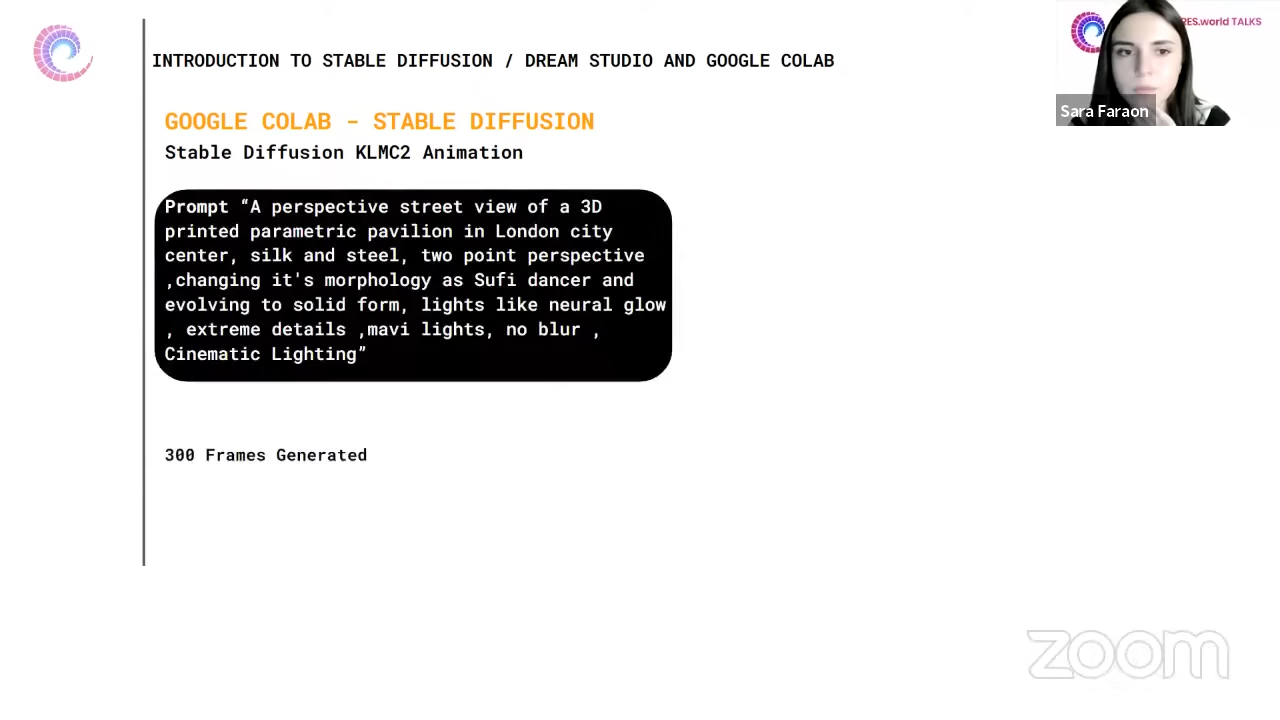 INTRODUCTION TO STABLE DIFFUSION / DREAM STUDIO AND GOOGLE COLAB
RES.world TALKS
Sara Faraon
GOOGLE COLAB - STABLE DIFFUSION
Stable Diffusion KLMC2 Animation
Prompt “A perspective street view of a 3D
printed parametric pavilion in London city
center, silk and steel, two point perspective
,changing it's morphology as Sufi dancer and
evolving to solid form, lights like neural glow
, extreme details ,mavi lights, no blur ,
Cinematic Lighting”
300 Frames Generated
zoom